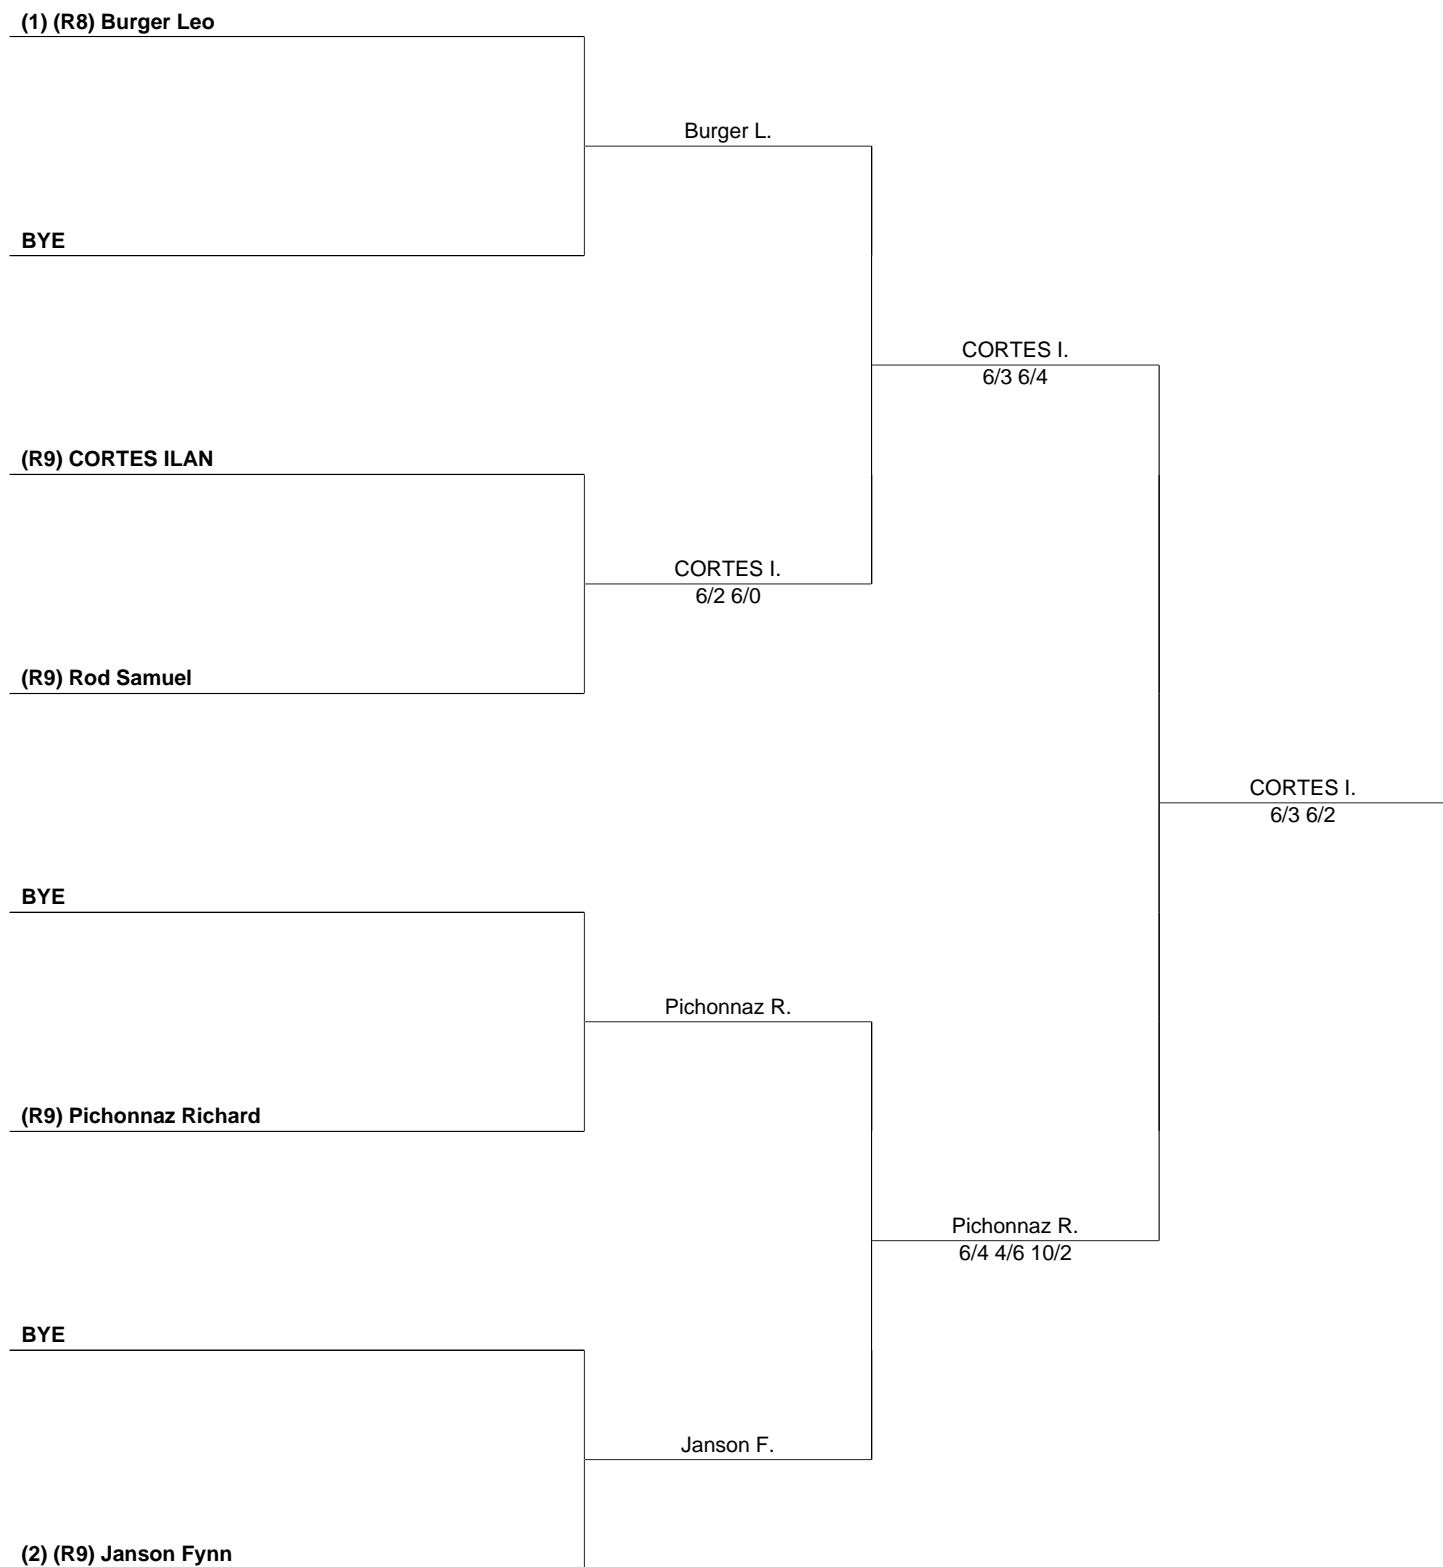 (1) (R8) Burger Leo
Burger L.
BYE
CORTES I.
6/3 6/4
(R9) CORTES ILAN
CORTES I.
6/2 6/0
(R9) Rod Samuel
CORTES I.
6/3 6/2
BYE
Pichonnaz R.
(R9) Pichonnaz Richard
Pichonnaz R.
6/4 4/6 10/2
BYE
Janson F.
(2) (R9) Janson Fynn